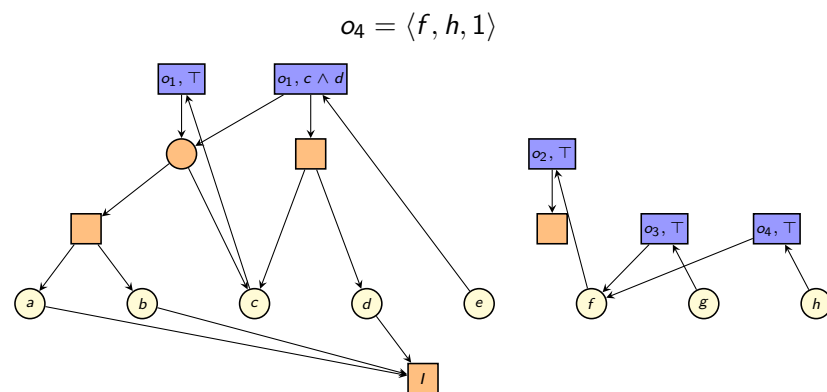 o₄ = ⟨f, h, 1⟩
o₁, ⊤
o₁, c ∧ d
o₂, ⊤
o₃, ⊤
o₄, ⊤
a
b
c
d
e
f
g
h
I